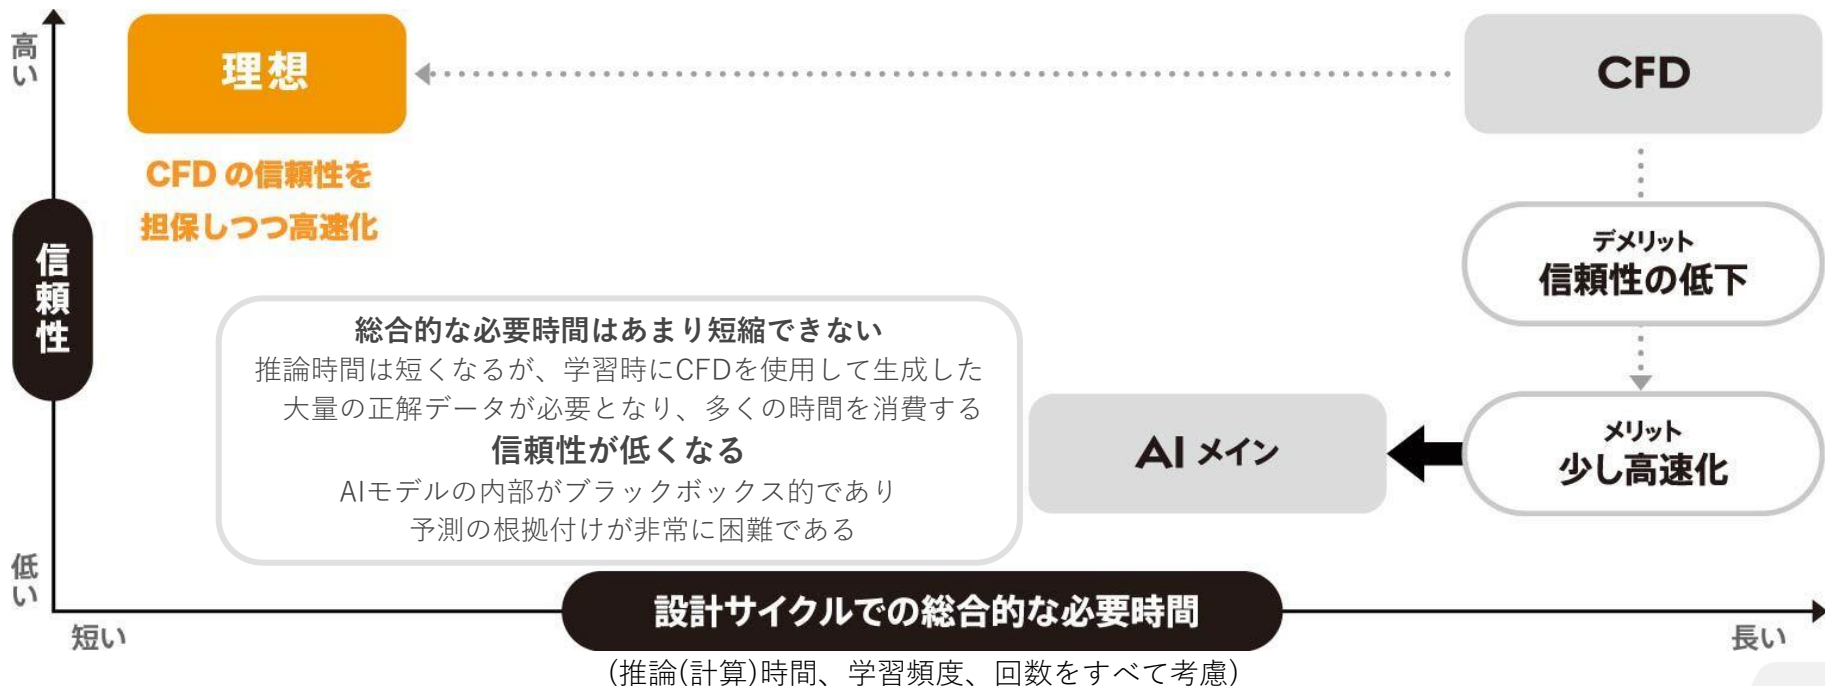 高い
理想
CFD
CFD の信頼性を
担保しつつ高速化
信頼性
デメリット
信頼性の低下
総合的な必要時間はあまり短縮できない
推論時間は短くなるが、学習時にCFDを使用して生成した
大量の正解データが必要となり、多くの時間を消費する
信頼性が低くなる
AIモデルの内部がブラックボックス的であり
予測の根拠付けが非常に困難である
AI メイン
メリット
少し高速化
低い
設計サイクルでの総合的な必要時間
短い
長い
(推論(計算)時間、学習頻度、回数をすべて考慮)